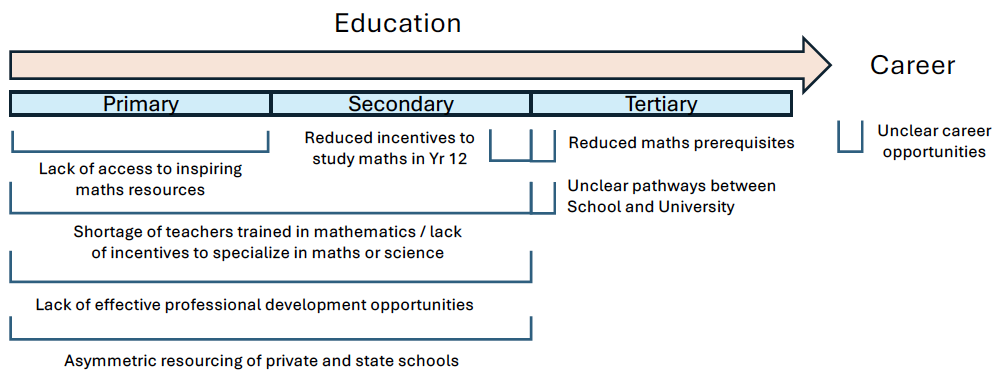 Education
Career
Primary
Secondary
Tertiary
Lack of access to inspiring
maths resources
Reduced incentives to
study maths in Yr 12
Reduced maths prerequisites
Unclear career
opportunities
Unclear pathways between
School and University
Shortage of teachers trained in mathematics / lack
of incentives to specialize in maths or science
Lack of effective professional development opportunities
Asymmetric resourcing of private and state schools